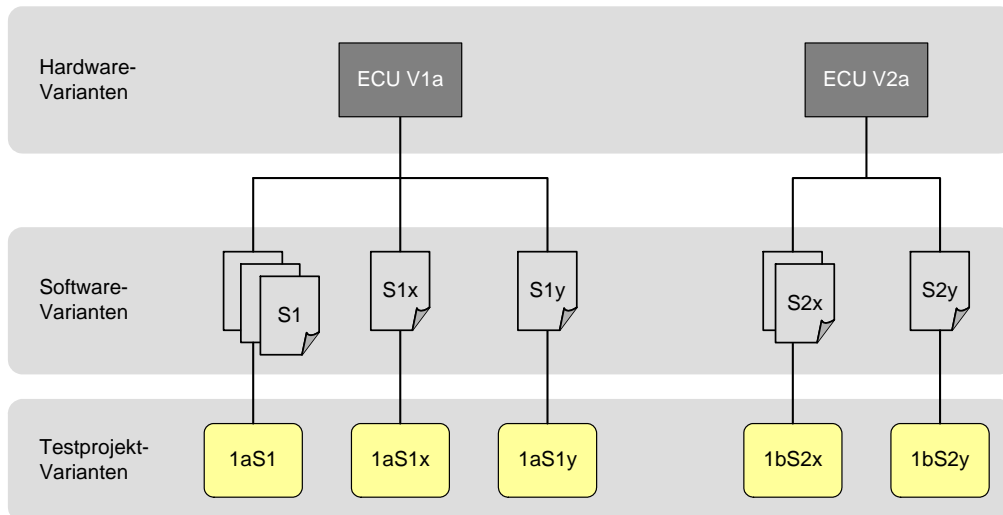 Hardware-
Varianten
ECU V1a
ECU V2a
Software-
Varianten
S1
S1x
S1y
S2x
S2y
Testprojekt-
Varianten
1aS1
1aS1x
1aS1y
1bS2x
1bS2y